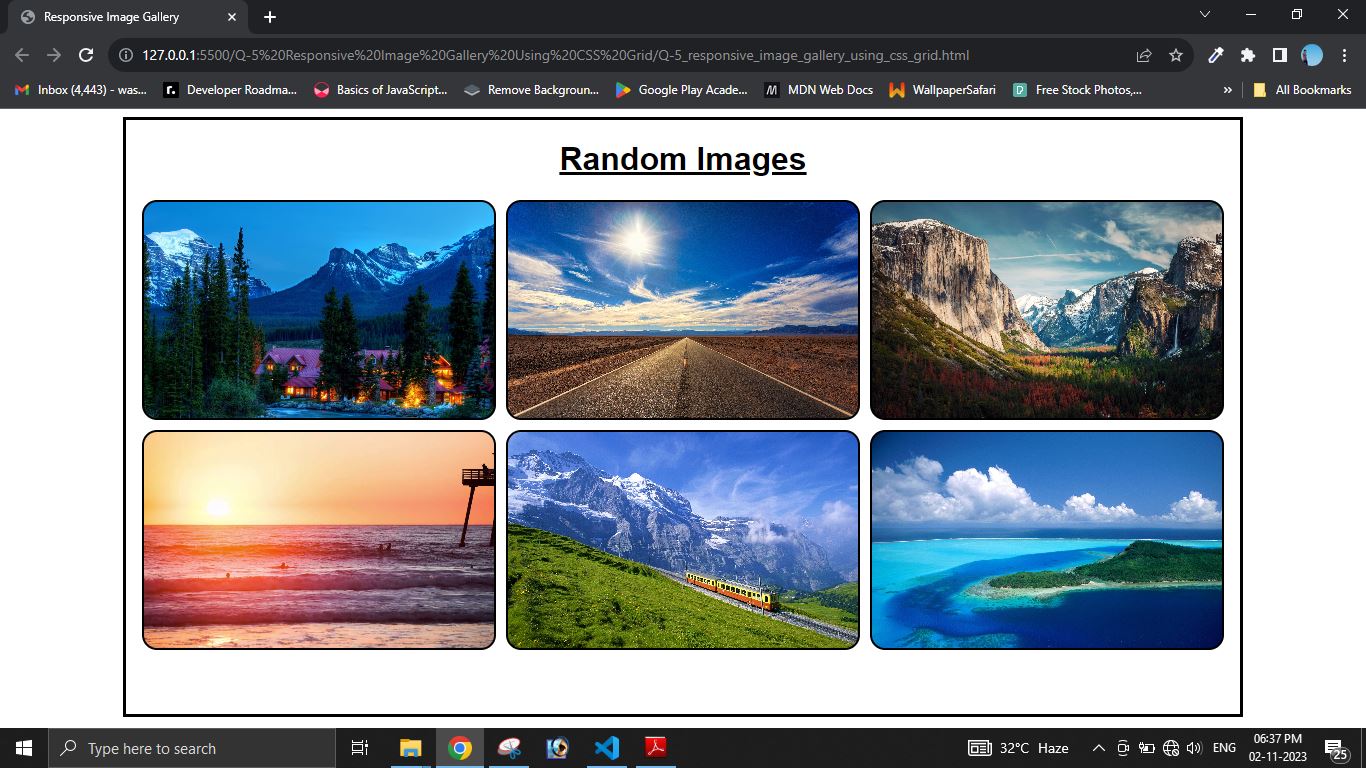 Responsive Image Gallery
127.0.0.1:5500/Q-5%20Responsive%20Image%20Gallery%20Using%20CSS%20Grid/Q-5_responsive_image_gallery_using_css_grid.html
Inbox (4,443) - was... Developer Roadma... Basics of JavaScript... Remove Backgroun... Google Play Acade... MDN Web Docs WallpaperSafari Free Stock Photos,... » All Bookmarks
Random Images
Type here to search 32°C Haze ENG 06:37 PM
02-11-2023 25